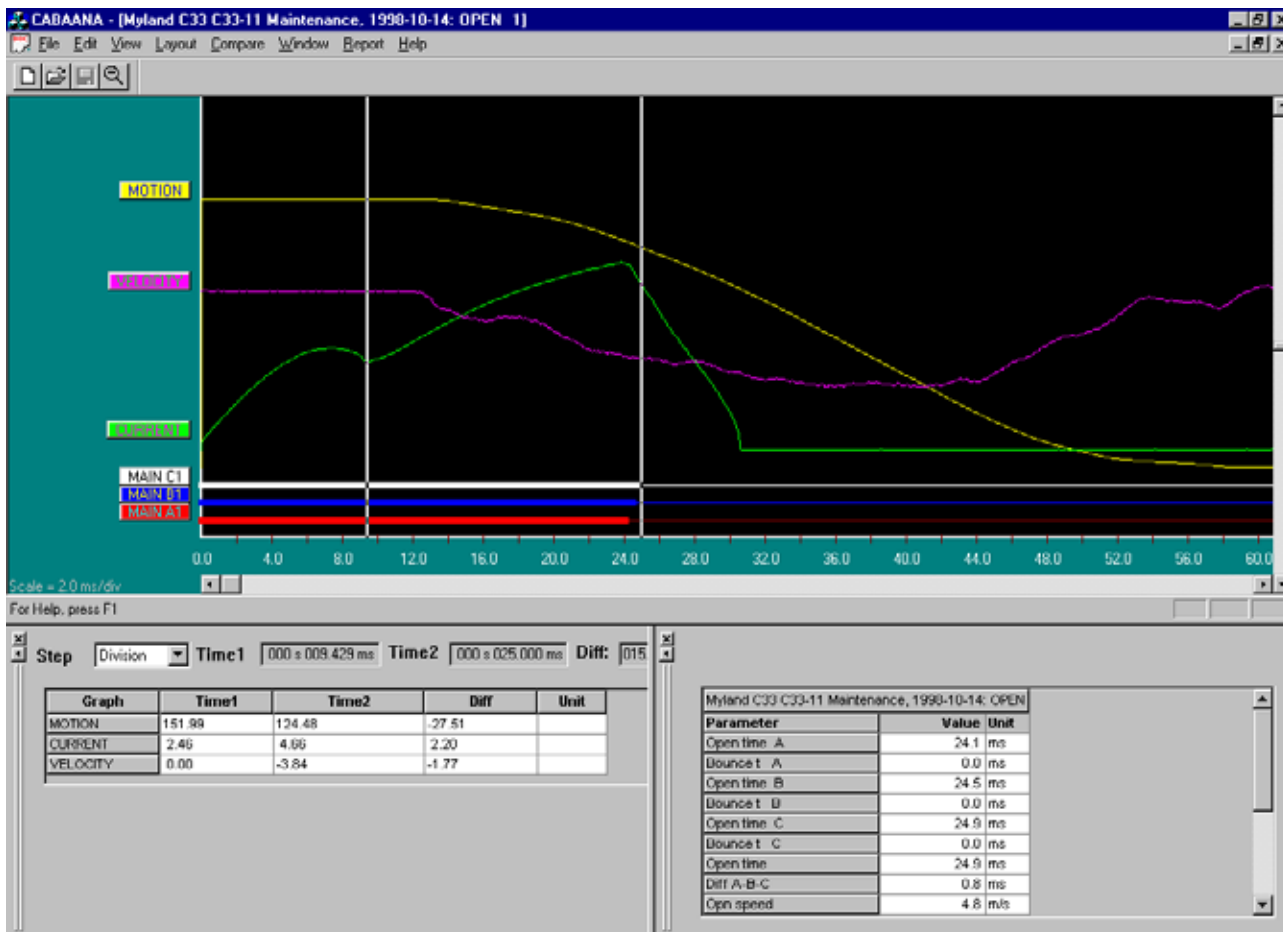 CABAANA - [Myland C33 C33-11 Maintenance, 1998-10-14: OPEN 1]
File Edit View Layout Compare Window Report Help
MOTION
VELOCITY
CURRENT
MAIN C1
MAIN B1
MAIN A1
0.0 4.0 8.0 12.0 16.0 20.0 24.0 28.0 32.0 36.0 40.0 44.0 48.0 52.0 56.0 60.0
Scale = 2.0 ms/div
For Help, press F1
Step Division Time1 000 s 009.429 ms Time2 000 s 025.000 ms Diff: 015.
Graph Time1 Time2 Diff Unit
MOTION 151.99 124.48 -27.51
CURRENT 2.46 4.66 2.20
VELOCITY 0.00 -3.84 -1.77
Myland C33 C33-11 Maintenance, 1998-10-14: OPEN
Parameter Value Unit
Open time A 24.1 ms
Bounce t A 0.0 ms
Open time B 24.5 ms
Bounce t B 0.0 ms
Open time C 24.9 ms
Bounce t C 0.0 ms
Open time 24.9 ms
Diff A-B-C 0.8 ms
Opn speed 4.8 m/s